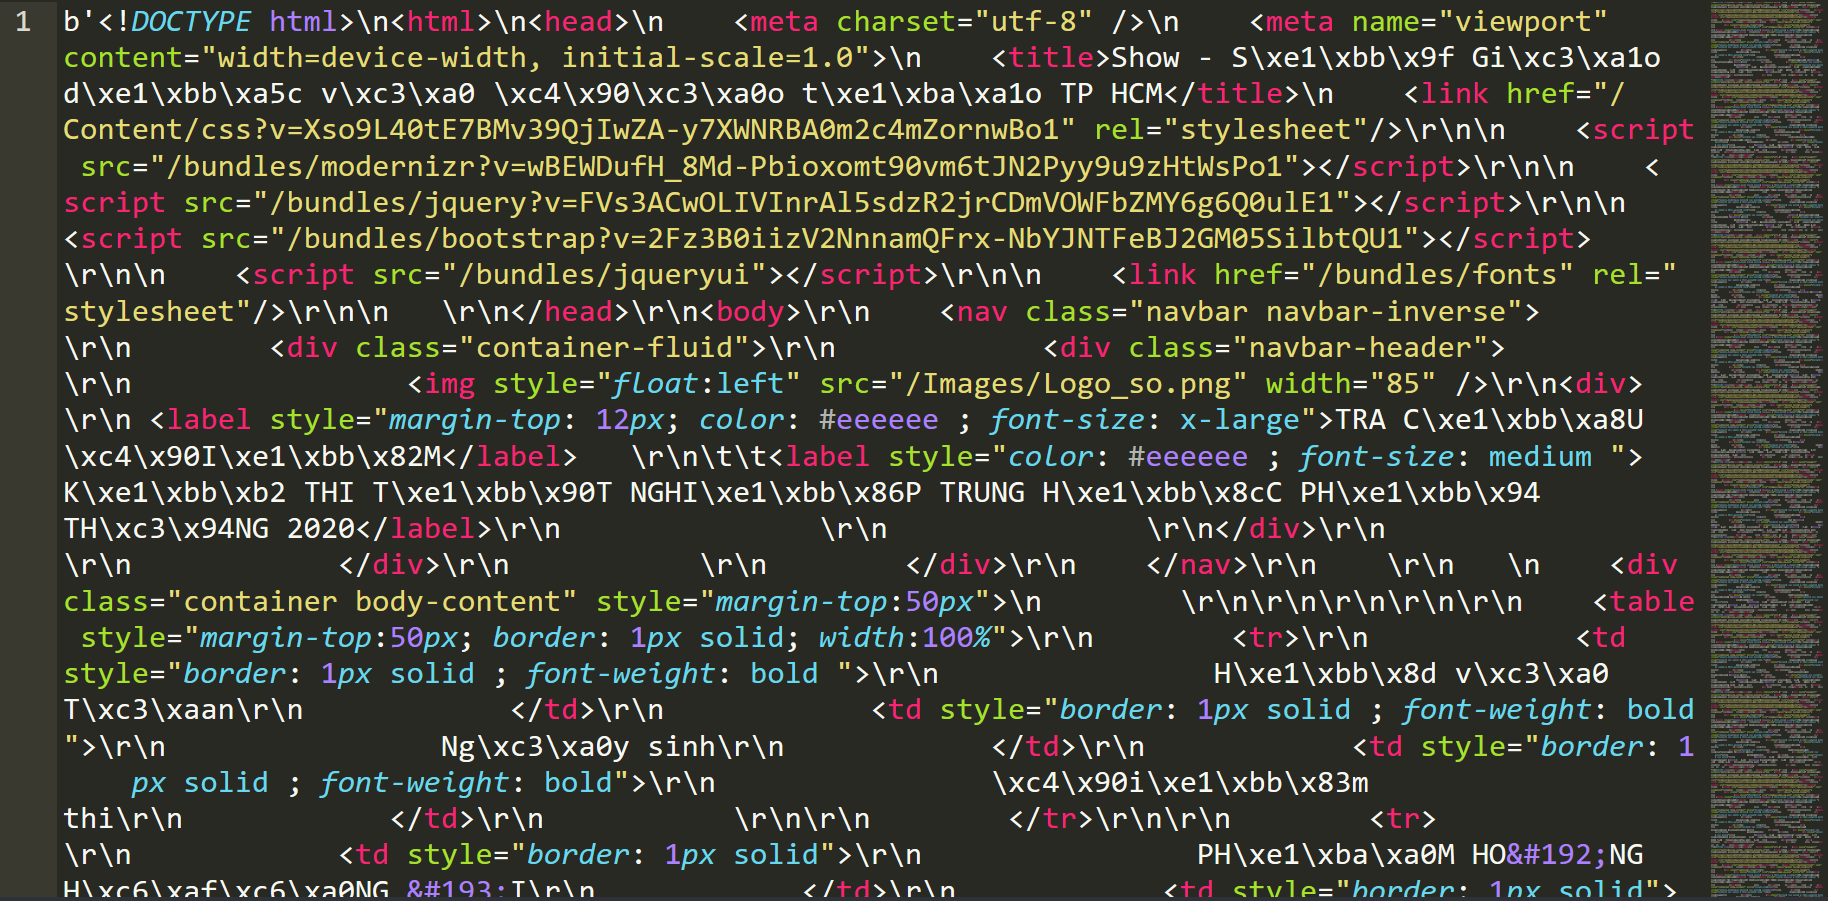 1 b'<!DOCTYPE html>\n<html>\n<head>\n    <meta charset="utf-8" />\n    <meta name="viewport"
content="width=device-width, initial-scale=1.0">\n    <title>Show - S\xe1\xbb\x9f Gi\xc3\xa1o
d\xe1\xbb\xa5c v\xc3\xa0 \xc4\x90\xc3\xa0o t\xe1\xba\xa1o TP HCM</title>\n    <link href="/
Content/css?v=Xso9L40tE7BMv39QjIwZA-y7XWNRBA0m2c4mZornwBo1" rel="stylesheet"/>\r\n\n    <script
src="/bundles/modernizr?v=wBEWDufH_8Md-Pbioxomt90vm6tJN2Pyy9u9zHtWsPo1"></script>\r\n\n    <
script src="/bundles/jquery?v=FVs3ACwOLIVInrAl5sdzR2jrCDmVOWFbZMY6g6Q0ulE1"></script>\r\n\n
<script src="/bundles/bootstrap?v=2Fz3B0iizV2NnnamQFrx-NbYJNTFeBJ2GM05SilbtQU1"></script>
\r\n\n    <script src="/bundles/jqueryui"></script>\r\n\n    <link href="/bundles/fonts" rel="
stylesheet"/>\r\n\n   \r\n</head>\r\n<body>\r\n    <nav class="navbar navbar-inverse">
\r\n        <div class="container-fluid">\r\n            <div class="navbar-header">
\r\n                <img style="float:left" src="/Images/Logo_so.png" width="85" />\r\n<div>
\r\n <label style="margin-top: 12px; color: #eeeeee ; font-size: x-large">TRA C\xe1\xbb\xa8U
\xc4\x90I\xe1\xbb\x82M</label>   \r\n\t\t<label style="color: #eeeeee ; font-size: medium ">
K\xe1\xbb\xb2 THI T\xe1\xbb\x90T NGHI\xe1\xbb\x86P TRUNG H\xe1\xbb\x8cC PH\xe1\xbb\x94
TH\xc3\x94NG 2020</label>\r\n               \r\n               \r\n</div>\r\n
\r\n            </div>\r\n           \r\n        </div>\r\n    </nav>\r\n    \r\n   \n    <div
class="container body-content" style="margin-top:50px">\n        \r\n\r\n\r\n\r\n\r\n    <table
style="margin-top:50px; border: 1px solid; width:100%">\r\n        <tr>\r\n            <td
style="border: 1px solid ; font-weight: bold ">\r\n                H\xe1\xbb\x8d v\xc3\xa0
T\xc3\xaan\r\n            </td>\r\n            <td style="border: 1px solid ; font-weight: bold
">\r\n                Ng\xc3\xa0y sinh\r\n            </td>\r\n            <td style="border: 1
px solid ; font-weight: bold">\r\n                \xc4\x90i\xe1\xbb\x83m
thi\r\n            </td>\r\n           \r\n\r\n        </tr>\r\n\r\n        <tr>
\r\n            <td style="border: 1px solid">\r\n                PH\xe1\xba\xa0M HO&#192;NG
H\xc6\xaf\xc6\xa0NG &#193;I\r\n            </td>\r\n            <td style="border: 1px solid">